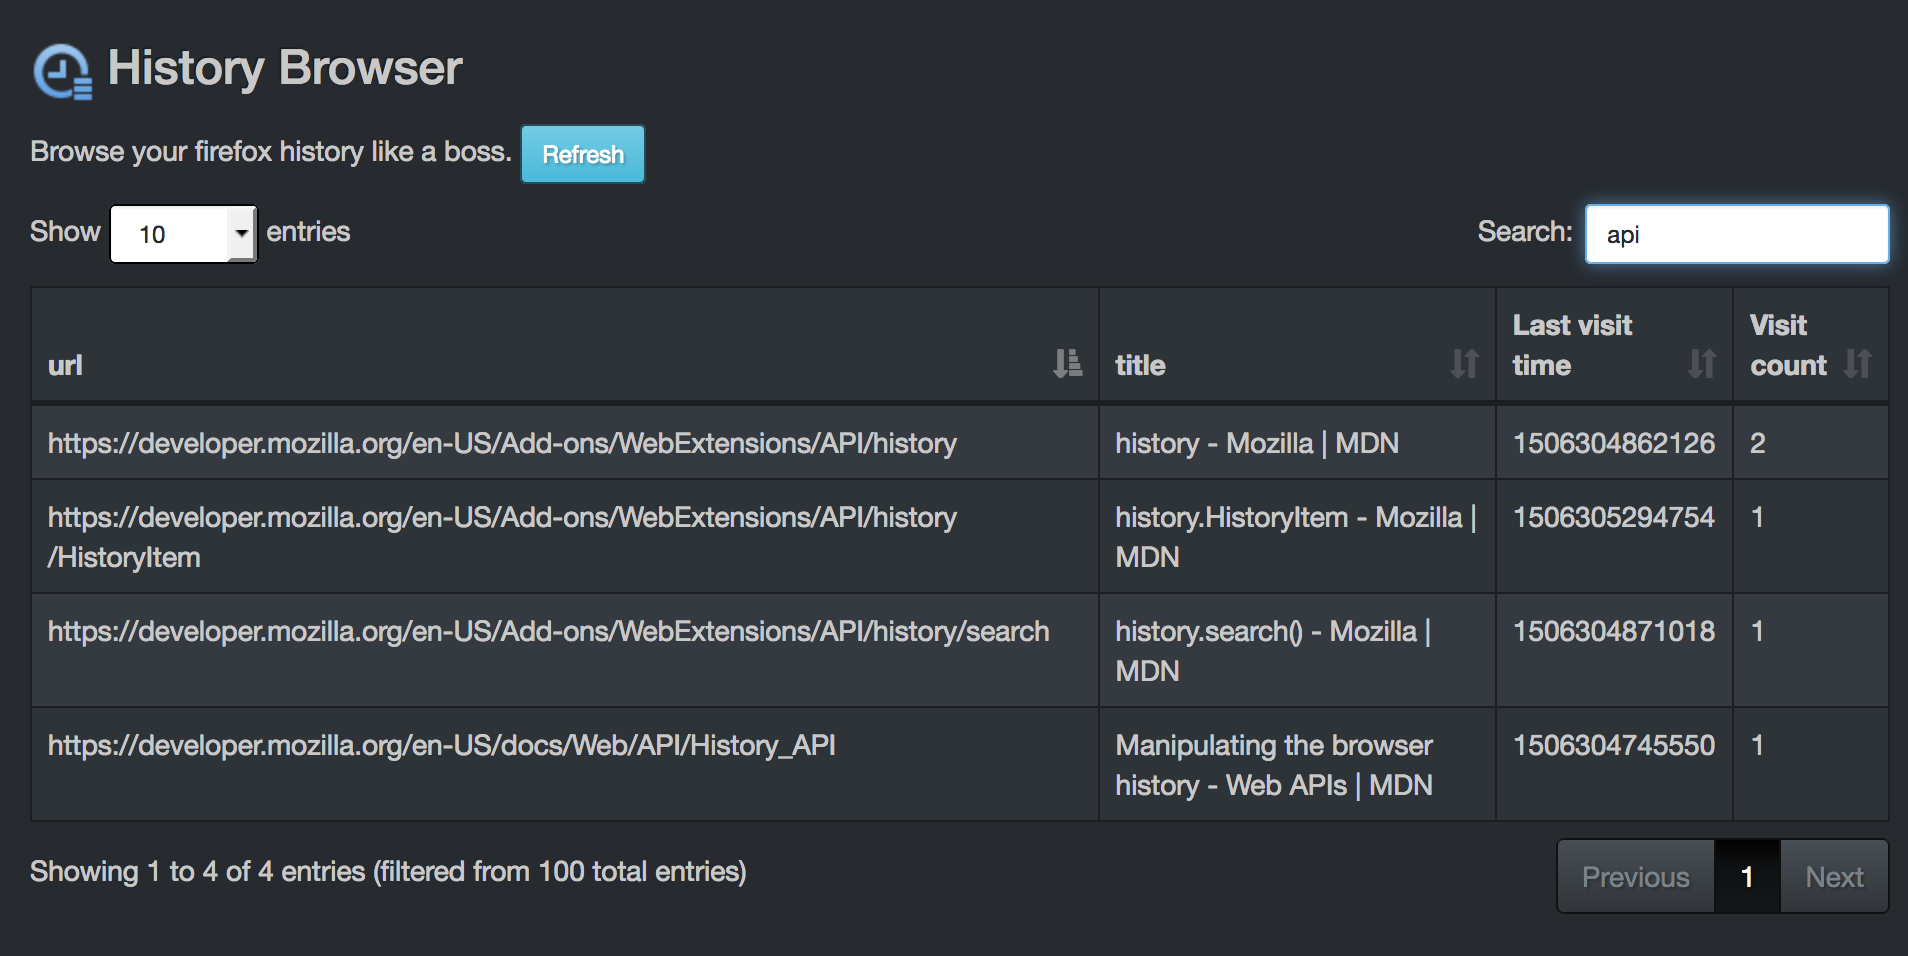 History Browser
Browse your firefox history like a boss. Refresh
Show 10 entries Search: api
url title Last visit time Visit count
https://developer.mozilla.org/en-US/Add-ons/WebExtensions/API/history history - Mozilla | MDN 1506304862126 2
https://developer.mozilla.org/en-US/Add-ons/WebExtensions/API/history history.HistoryItem - Mozilla | 1506305294754 1
/HistoryItem MDN
https://developer.mozilla.org/en-US/Add-ons/WebExtensions/API/history/search history.search() - Mozilla | 1506304871018 1
MDN
https://developer.mozilla.org/en-US/docs/Web/API/History_API Manipulating the browser 1506304745550 1
history - Web APIs | MDN
Showing 1 to 4 of 4 entries (filtered from 100 total entries) Previous 1 Next